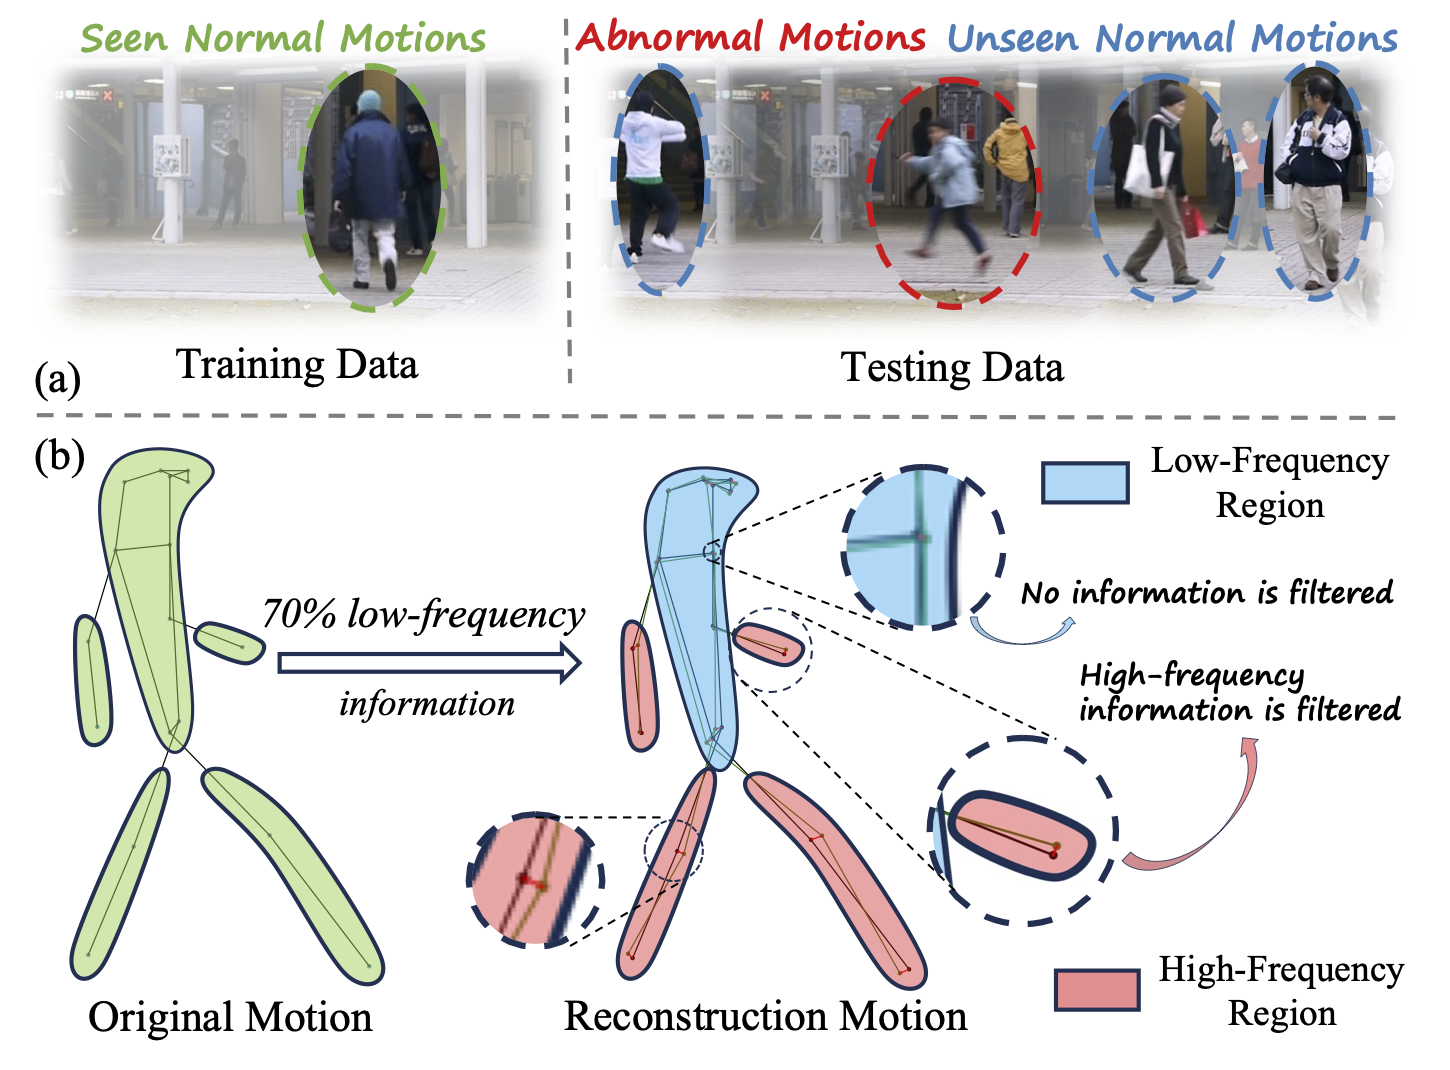 Seen Normal Motions
Abnormal Motions
Unseen Normal Motions
Training Data
Testing Data
(a)
(b)
70% low-frequency
information
Low-Frequency
Region
No information is filtered
High-frequency
information is filtered
High-Frequency
Region
Original Motion
Reconstruction Motion